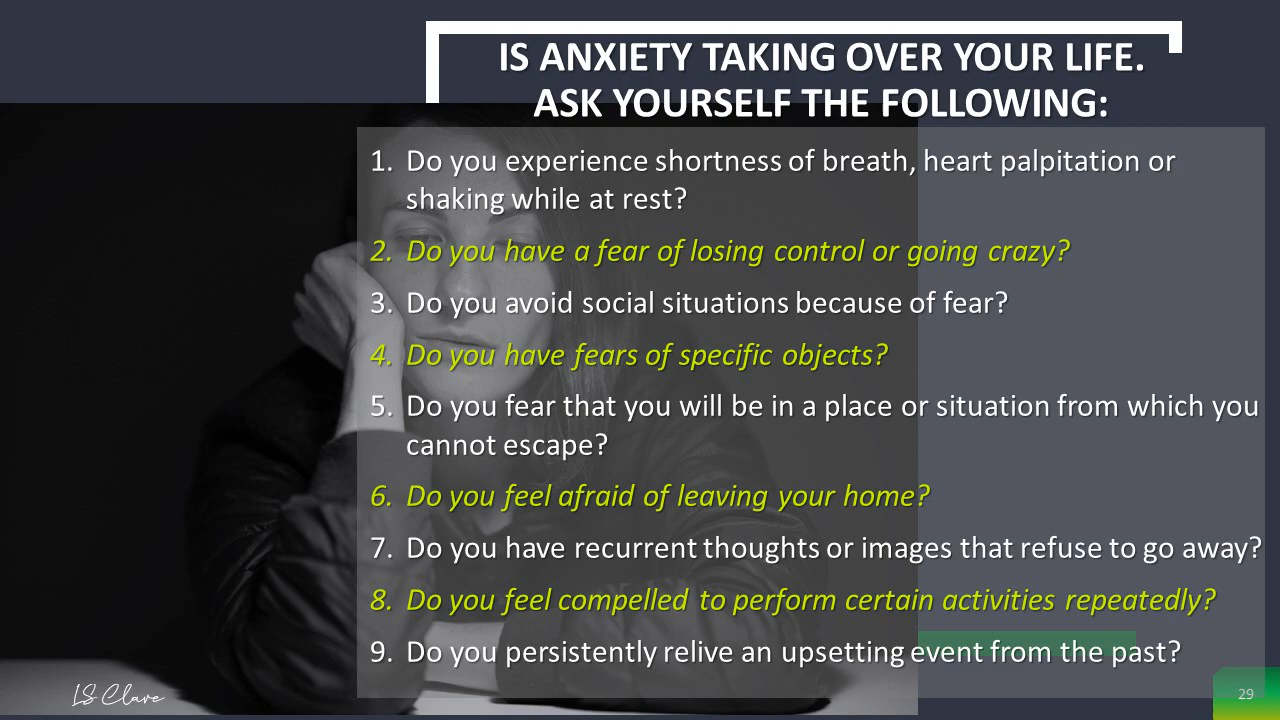 IS ANXIETY TAKING OVER YOUR LIFE.
ASK YOURSELF THE FOLLOWING:
1. Do you experience shortness of breath, heart palpitation or
shaking while at rest?
2. Do you have a fear of losing control or going crazy?
3. Do you avoid social situations because of fear?
4. Do you have fears of specific objects?
5. Do you fear that you will be in a place or situation from which you
cannot escape?
6. Do you feel afraid of leaving your home?
7. Do you have recurrent thoughts or images that refuse to go away?
8. Do you feel compelled to perform certain activities repeatedly?
9. Do you persistently relive an upsetting event from the past?
LS Clave
29